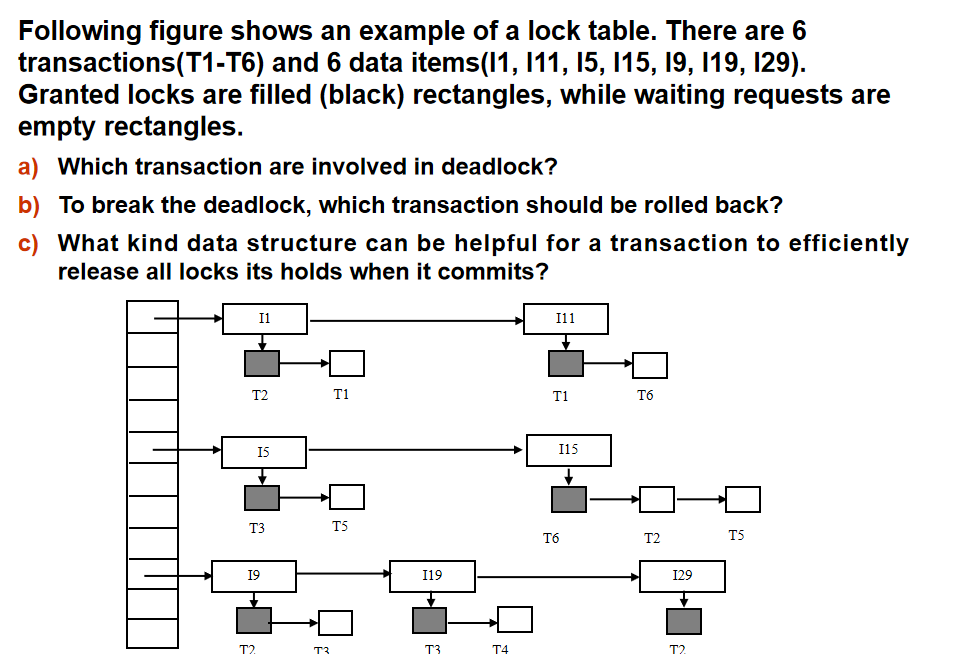 Following figure shows an example of a lock table. There are 6
transactions(T1-T6) and 6 data items(I1, I11, I5, I15, I9, I19, I29).
Granted locks are filled (black) rectangles, while waiting requests are
empty rectangles.
a) Which transaction are involved in deadlock?
b) To break the deadlock, which transaction should be rolled back?
c) What kind data structure can be helpful for a transaction to efficiently
release all locks its holds when it commits?
I1 I11
T2 T1 T1 T6
I5 I15
T3 T5 T6 T2 T5
I9 I19 I29
T2 T3 T3 T4 T2